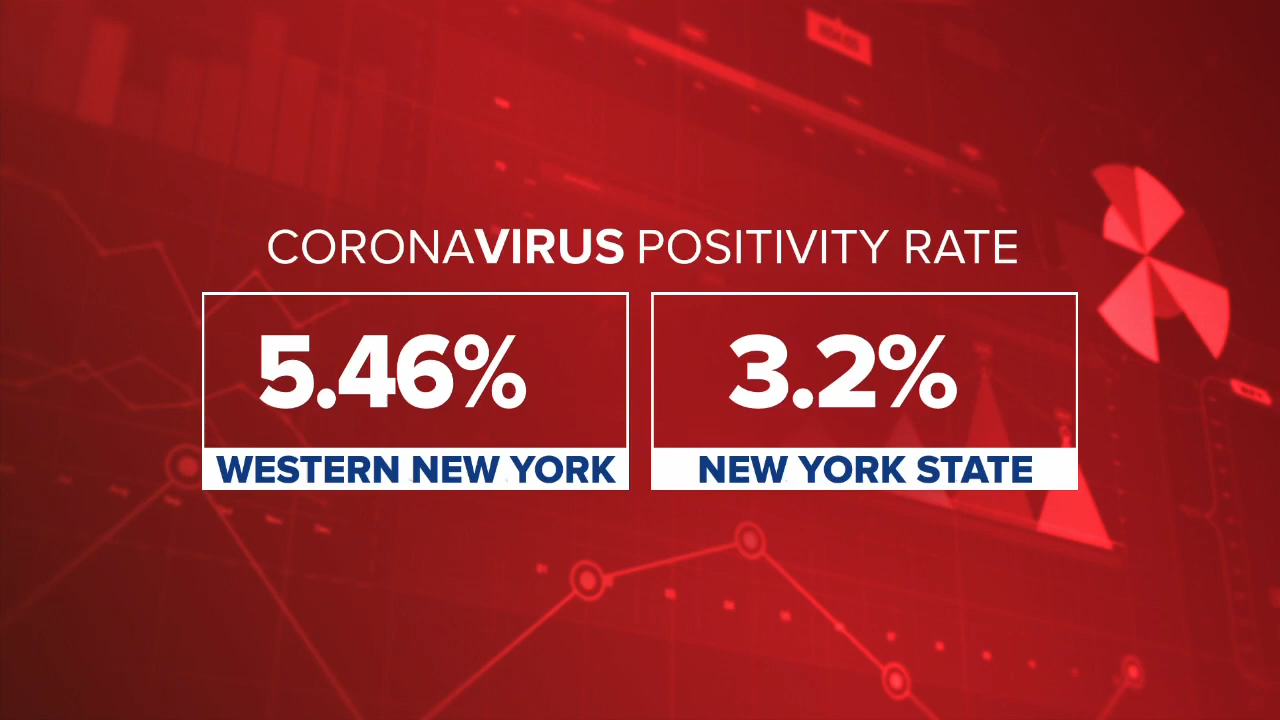 CORONAVIRUS POSITIVITY RATE
5.46%
WESTERN NEW YORK
3.2%
NEW YORK STATE